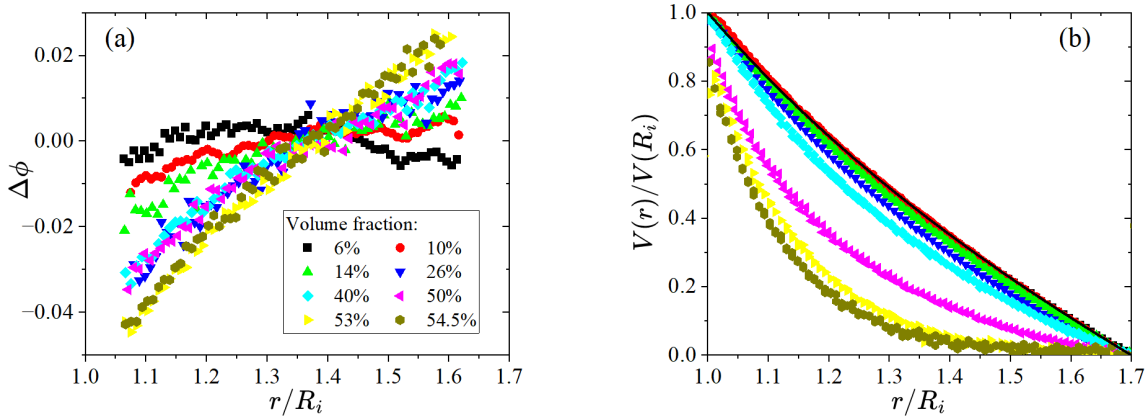 (a)
0.02
0.00
−0.02
−0.04
Δϕ
Volume fraction:
6% 10%
14% 26%
40% 50%
53% 54.5%
1.0 1.1 1.2 1.3 1.4 1.5 1.6 1.7
r/R_i
(b)
1.0
0.8
0.6
0.4
0.2
0.0
V(r)/V(R_i)
1.0 1.1 1.2 1.3 1.4 1.5 1.6 1.7
r/R_i